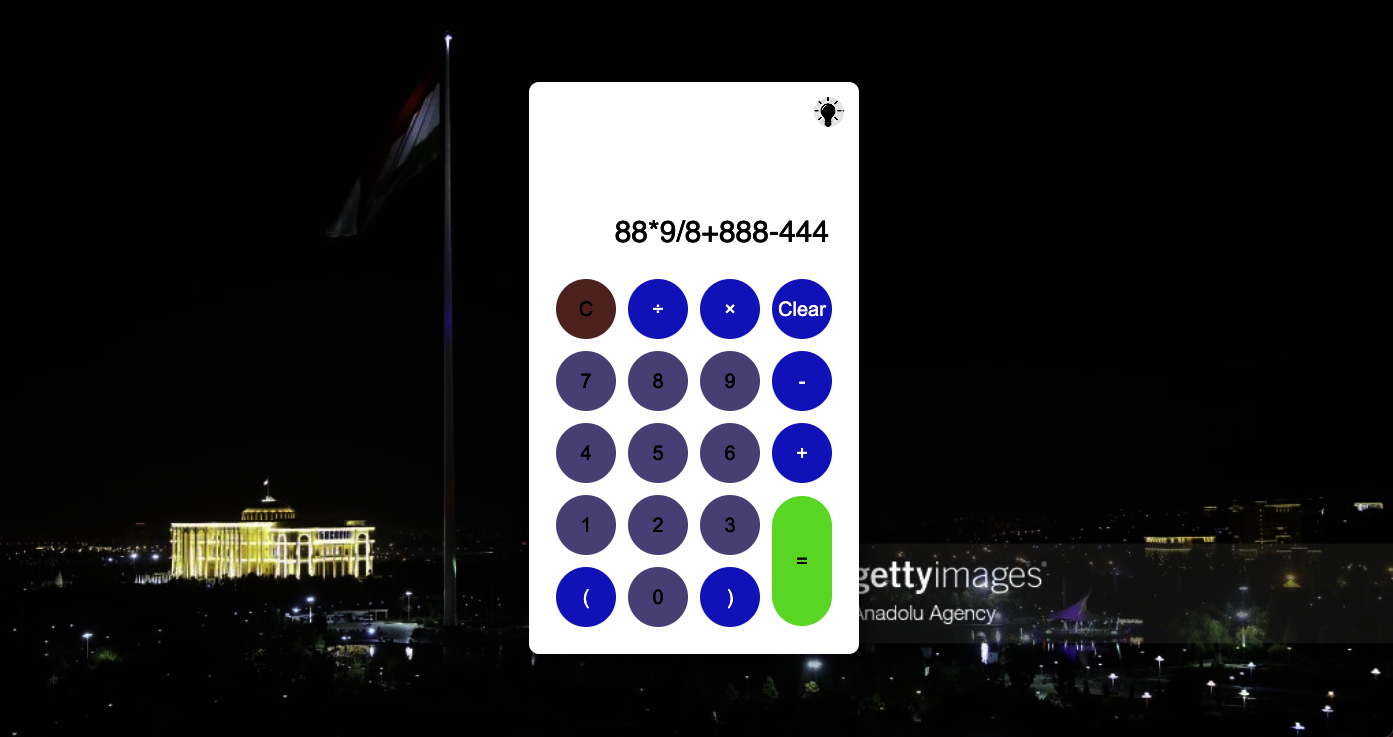 88*9/8+888-444
C ÷ × Clear
7 8 9 -
4 5 6 +
1 2 3 =
( 0 )
gettyimages
Anadolu Agency